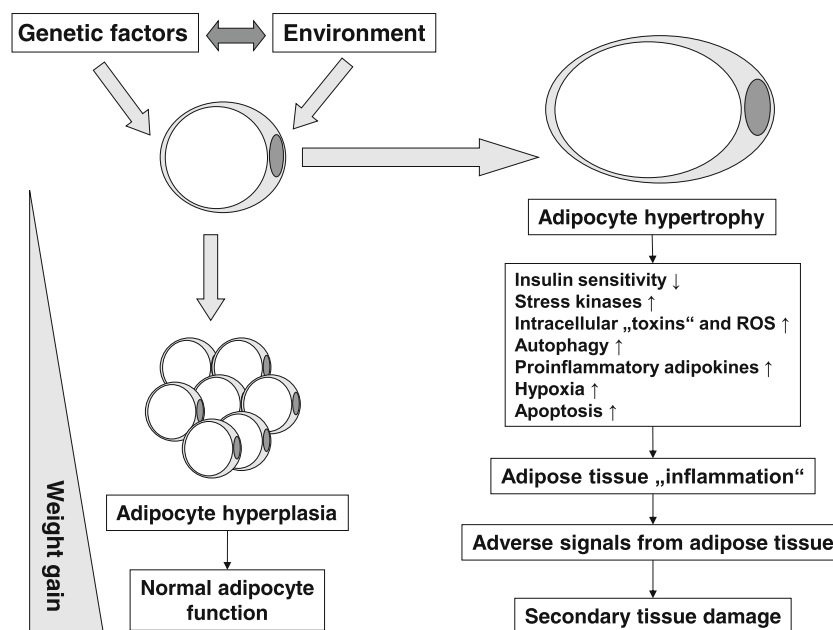 Genetic factors
Environment
Adipocyte hypertrophy
Insulin sensitivity ↓
Stress kinases ↑
Intracellular „toxins“ and ROS ↑
Autophagy ↑
Proinflammatory adipokines ↑
Hypoxia ↑
Apoptosis ↑
Adipose tissue „inflammation“
Adverse signals from adipose tissue
Secondary tissue damage
Weight gain
Adipocyte hyperplasia
Normal adipocyte
function